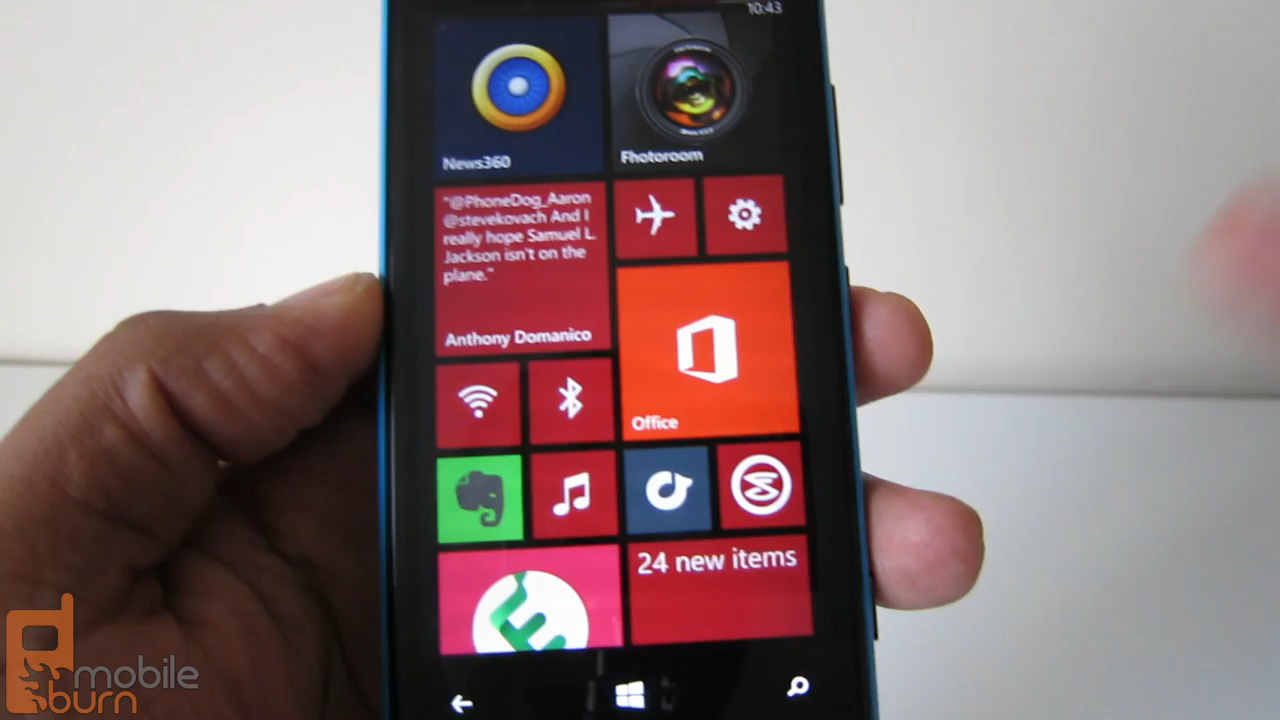 10:43
News360
Fhotoroom
"@PhoneDog_Aaron
@stevekovach And I
really hope Samuel L.
Jackson isn't on the
plane."
Anthony Domanico
Office
24 new items
mobile
burn